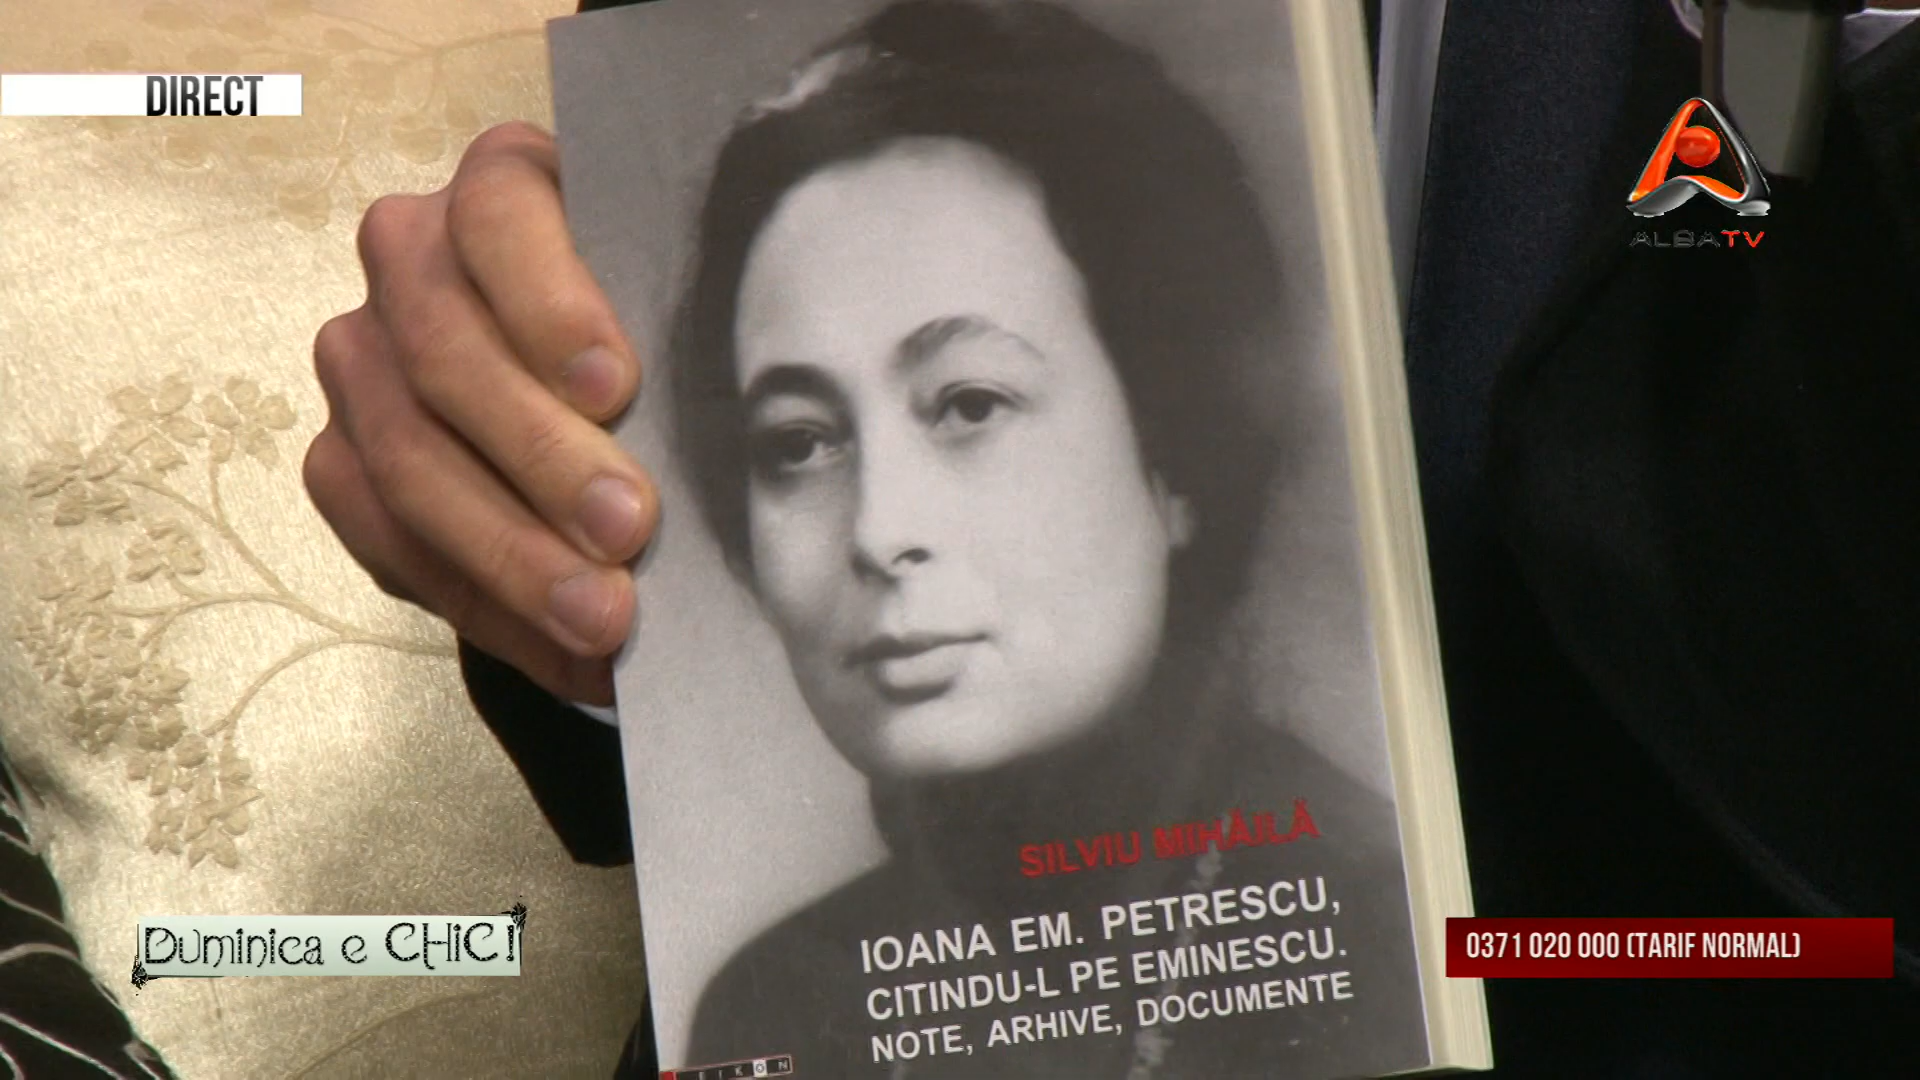 DIRECT
ALBATV
SILVIU MIHĂILĂ
IOANA EM. PETRESCU,
CITINDU-L PE EMINESCU.
NOTE, ARHIVE, DOCUMENTE
EIKON
Duminica e CHIC!
0371 020 000 (TARIF NORMAL)